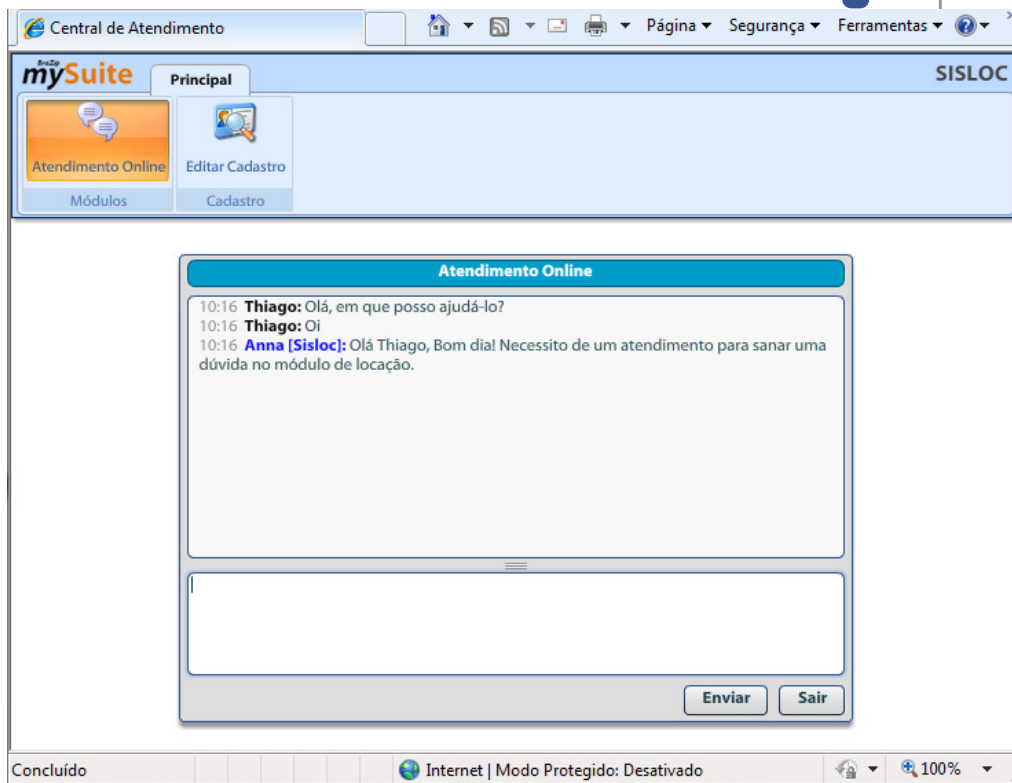 Central de Atendimento
Página Segurança Ferramentas
mySuite Principal SISLOC
Atendimento Online Editar Cadastro
Módulos Cadastro
Atendimento Online
10:16 Thiago: Olá, em que posso ajudá-lo?
10:16 Thiago: Oi
10:16 Anna [Sisloc]: Olá Thiago, Bom dia! Necessito de um atendimento para sanar uma
dúvida no módulo de locação.
Enviar Sair
Concluído Internet | Modo Protegido: Desativado 100%